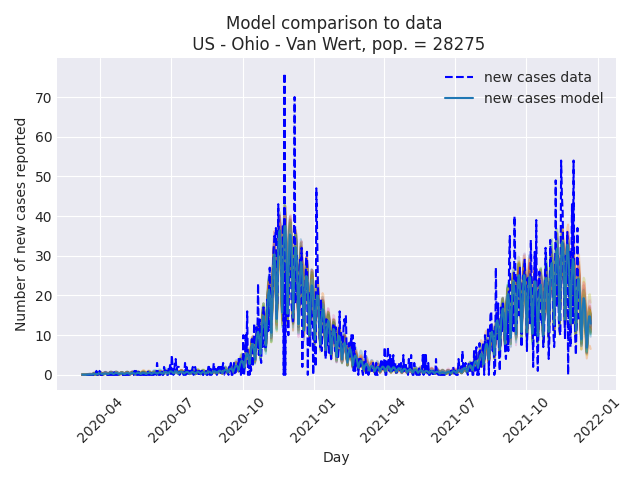 Model comparison to data
US - Ohio - Van Wert, pop. = 28275
new cases data
new cases model
Number of new cases reported
70
60
50
40
30
20
10
0
2020-04
2020-07
2020-10
2021-01
2021-04
2021-07
2021-10
2022-01
Day